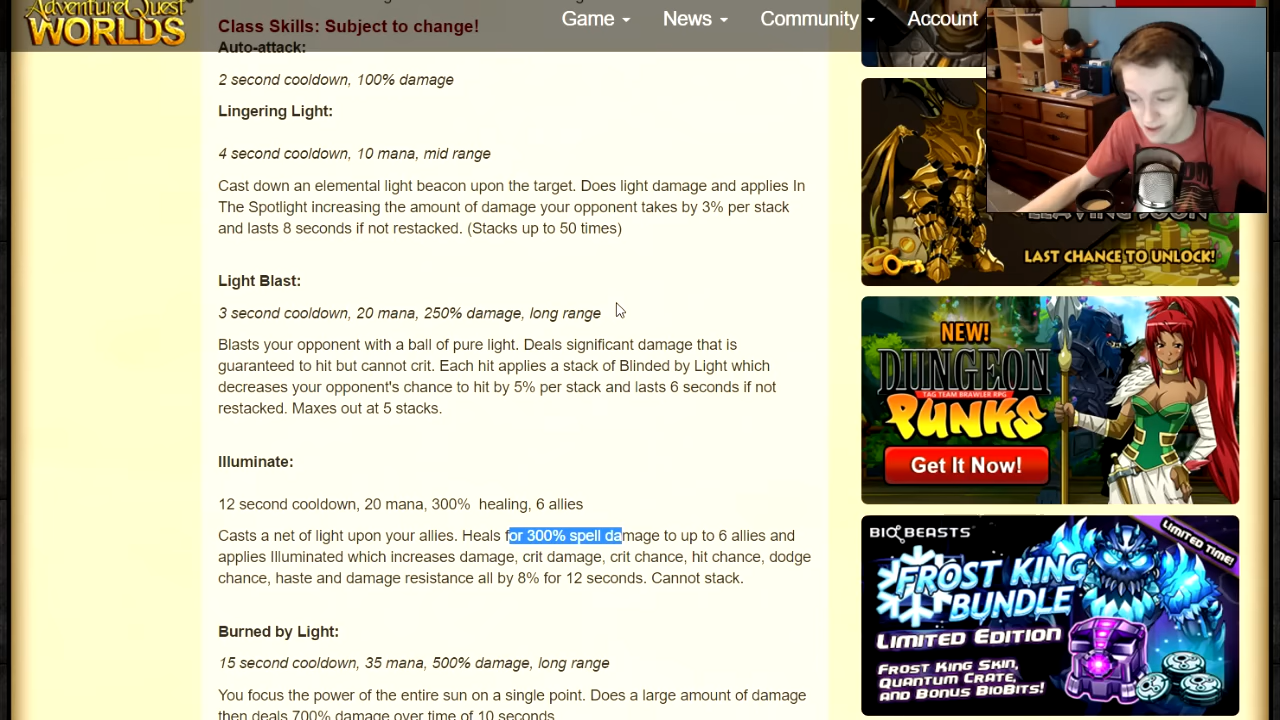 AdventureQuest
WORLDS
Game
News
Community
Account
Class Skills: Subject to change!
Auto-attack:
2 second cooldown, 100% damage
Lingering Light:
4 second cooldown, 10 mana, mid range
Cast down an elemental light beacon upon the target. Does light damage and applies In
The Spotlight increasing the amount of damage your opponent takes by 3% per stack
and lasts 8 seconds if not restacked. (Stacks up to 50 times)
Light Blast:
3 second cooldown, 20 mana, 250% damage, long range
Blasts your opponent with a ball of pure light. Deals significant damage that is
guaranteed to hit but cannot crit. Each hit applies a stack of Blinded by Light which
decreases your opponent's chance to hit by 5% per stack and lasts 6 seconds if not
restacked. Maxes out at 5 stacks.
Illuminate:
12 second cooldown, 20 mana, 300% healing, 6 allies
Casts a net of light upon your allies. Heals for 300% spell damage to up to 6 allies and
applies Illuminated which increases damage, crit damage, crit chance, hit chance, dodge
chance, haste and damage resistance all by 8% for 12 seconds. Cannot stack.
Burned by Light:
15 second cooldown, 35 mana, 500% damage, long range
You focus the power of the entire sun on a single point. Does a large amount of damage
then deals 700% damage over time of 10 seconds.
LEAVING SOON
LAST CHANCE TO UNLOCK!
NEW!
DUNGEON
TAG TEAM BRAWLER RPG
PUNKS
Get It Now!
BIOBEASTS
LIMITED TIME!
FROST KING
BUNDLE
LIMITED EDITION
FROST KING SKIN,
QUANTUM CRATE,
AND BONUS BIOBITS!